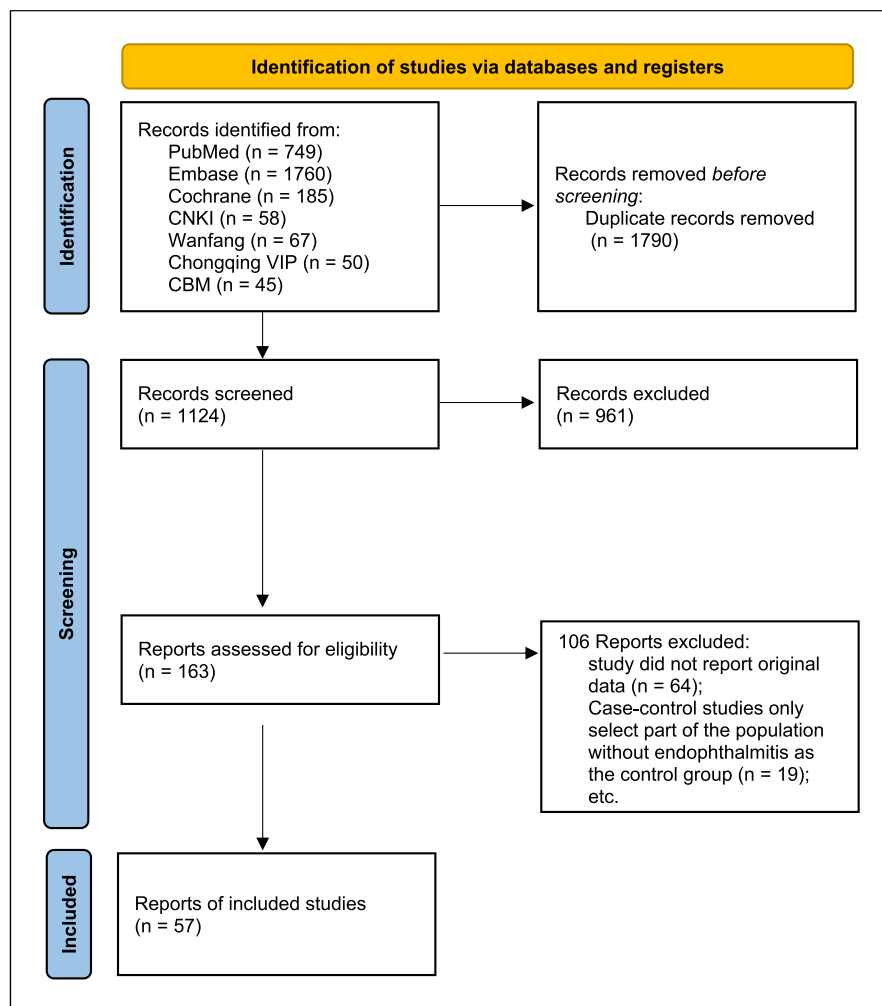 Identification of studies via databases and registers
Identification
Records identified from:
PubMed (n = 749)
Embase (n = 1760)
Cochrane (n = 185)
CNKI (n = 58)
Wanfang (n = 67)
Chongqing VIP (n = 50)
CBM (n = 45)
Records removed before
screening:
Duplicate records removed
(n = 1790)
Screening
Records screened
(n = 1124)
Records excluded
(n = 961)
Reports assessed for eligibility
(n = 163)
106 Reports excluded:
study did not report original
data (n = 64);
Case-control studies only
select part of the population
without endophthalmitis as
the control group (n = 19);
etc.
Included
Reports of included studies
(n = 57)